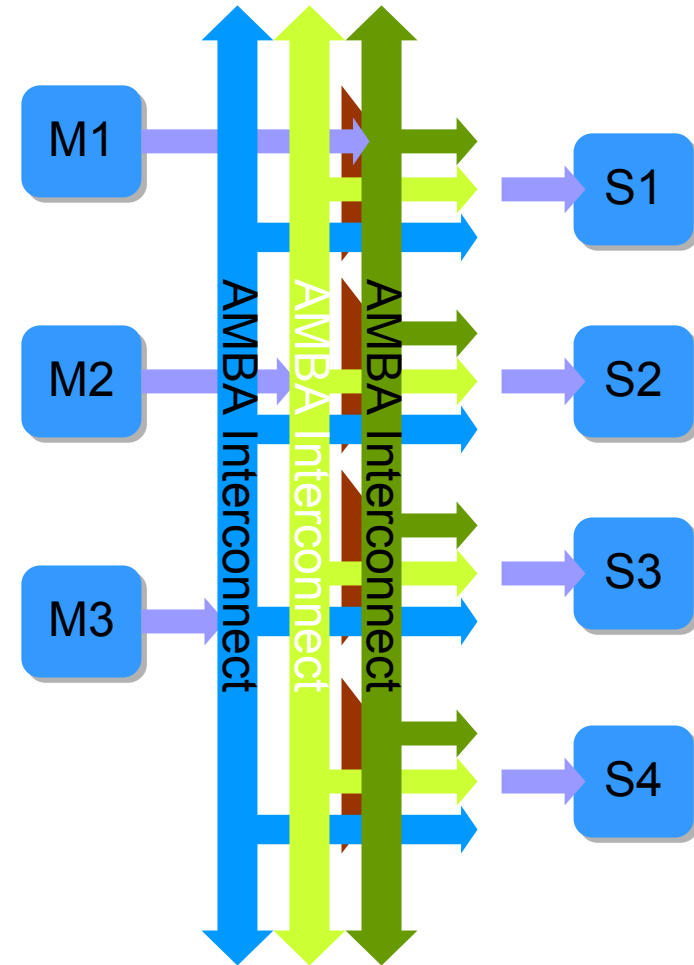 M1
S1
M2
S2
M3
S3
S4
AMBA Interconnect
AMBA Interconnect
AMBA Interconnect